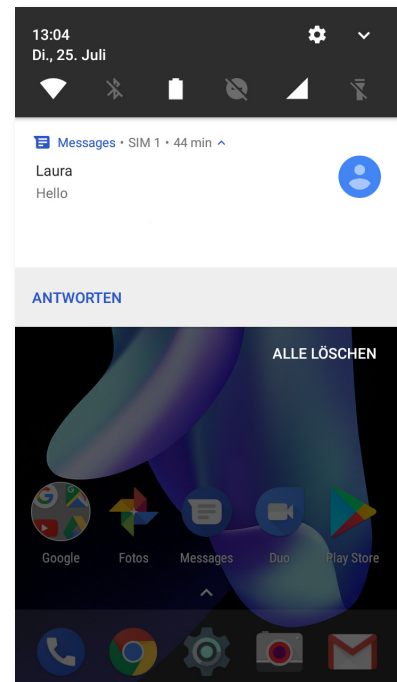 13:04
Di., 25. Juli
Messages • SIM 1 • 44 min
Laura
Hello
ANTWORTEN
ALLE LÖSCHEN
Google Fotos Messages Duo Play Store